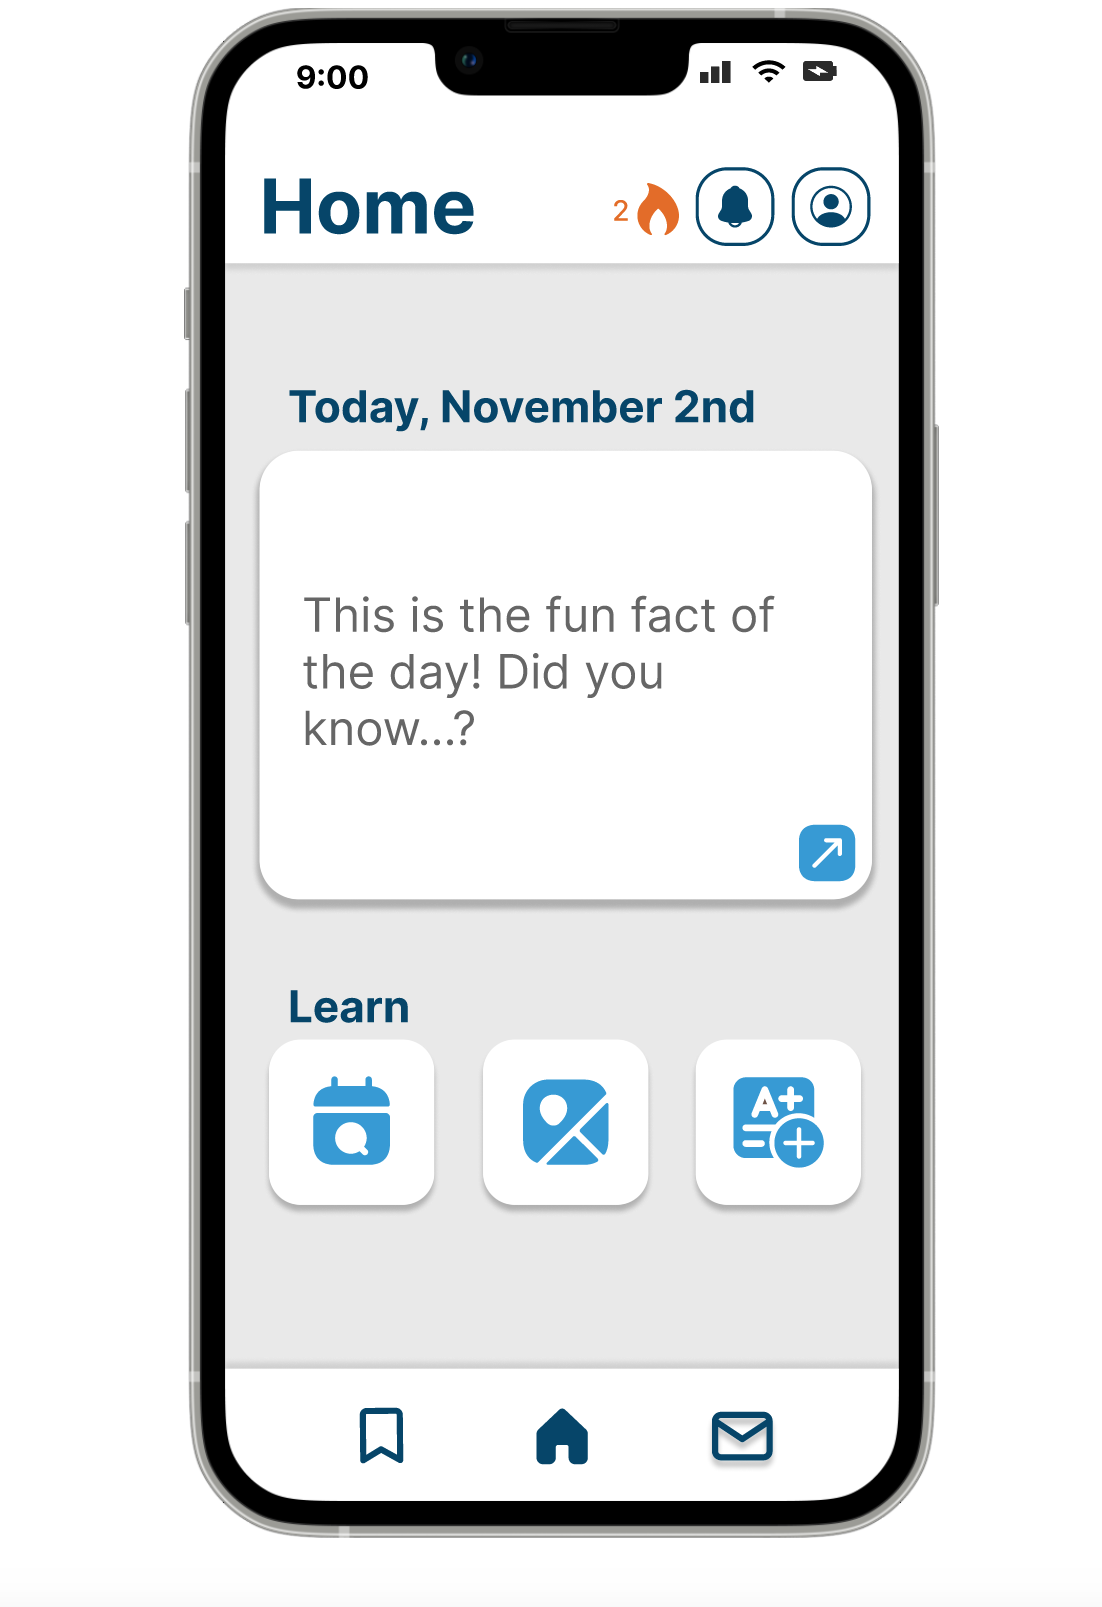 9:00
Home
2
Today, November 2nd
This is the fun fact of
the day! Did you
know...?
Learn
A+